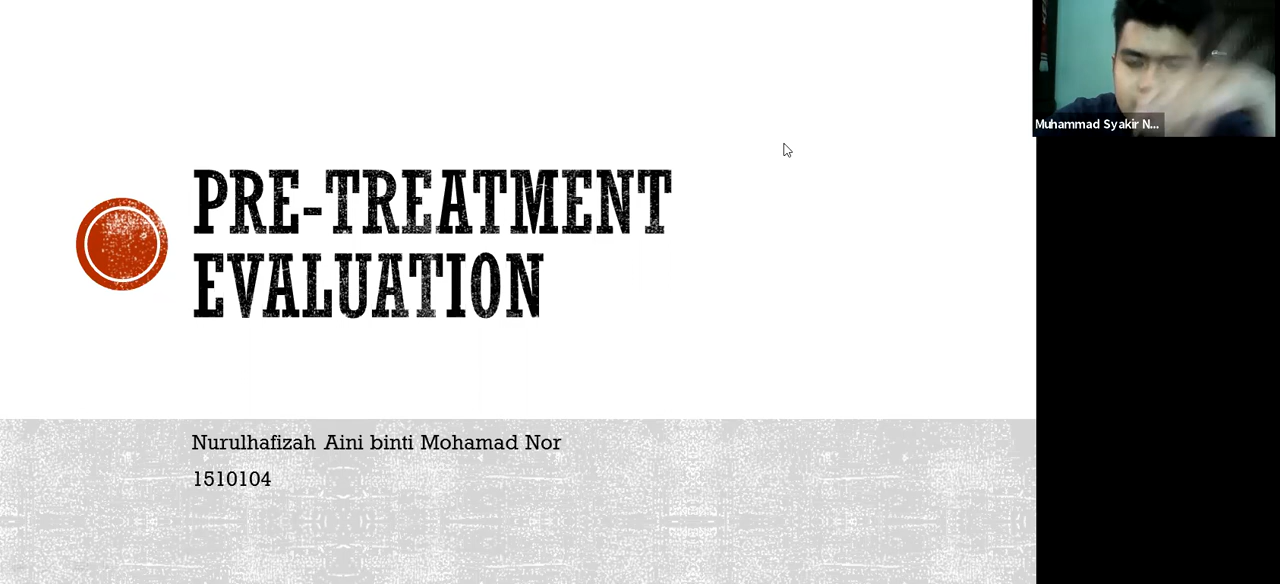 PRE-TREATMENT
EVALUATION
Nurulhafizah Aini binti Mohamad Nor
1510104
Muhammad Syakir N...